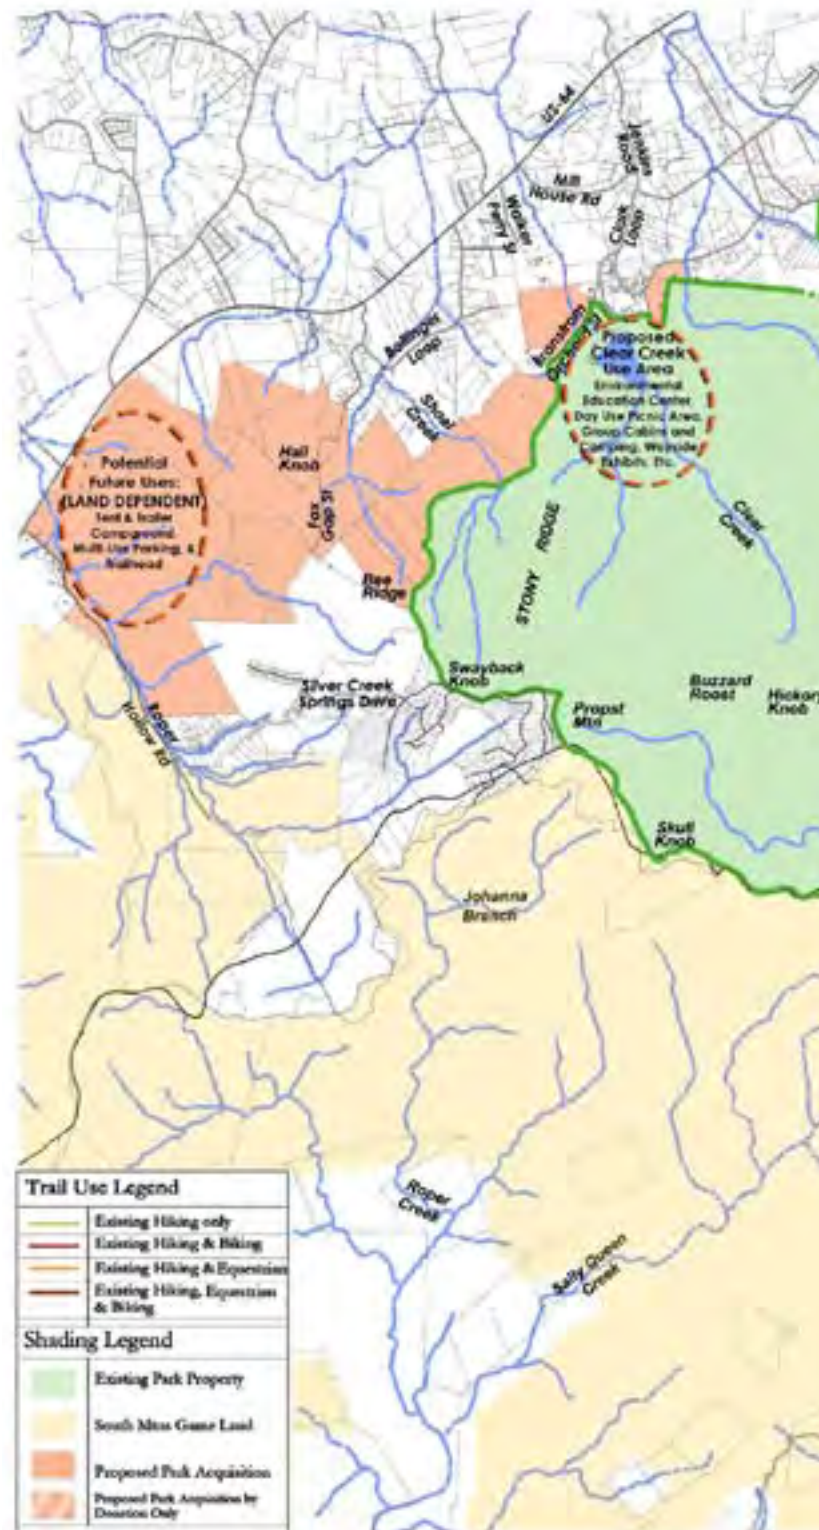 US-64
Jenkins
Road
Mill
House Rd
Walker
Ferry St
Clark
Loop
Bollinger
Loop
Shoal
Creek
Proposed
Clear Creek
Use Area
Environmental
Education Center,
Day Use Picnic Area,
Group Cabins and
Camping, Wayside
Exhibits, Etc.
Hall
Knob
Potential
Future Uses:
(LAND DEPENDENT)
Tent & Trailer
Campground
Multi-Use Parking, &
Trailhead
Fox
Gap St
Clear
Creek
STONY RIDGE
Bee
Ridge
Swayback
Knob
Silver Creek
Springs Drive
Buzzard
Roost
Hickory
Knob
Propst
Mtn
Roper
Hollow Rd
Skull
Knob
Johanna
Branch
Roper
Creek
Sally Queen
Creek
Trail Use Legend
Existing Hiking only
Existing Hiking & Biking
Existing Hiking & Equestrian
Existing Hiking, Equestrian
& Biking
Shading Legend
Existing Park Property
South Mtns Game Land
Proposed Park Acquisition
Proposed Park Acquisition by
Donation Only